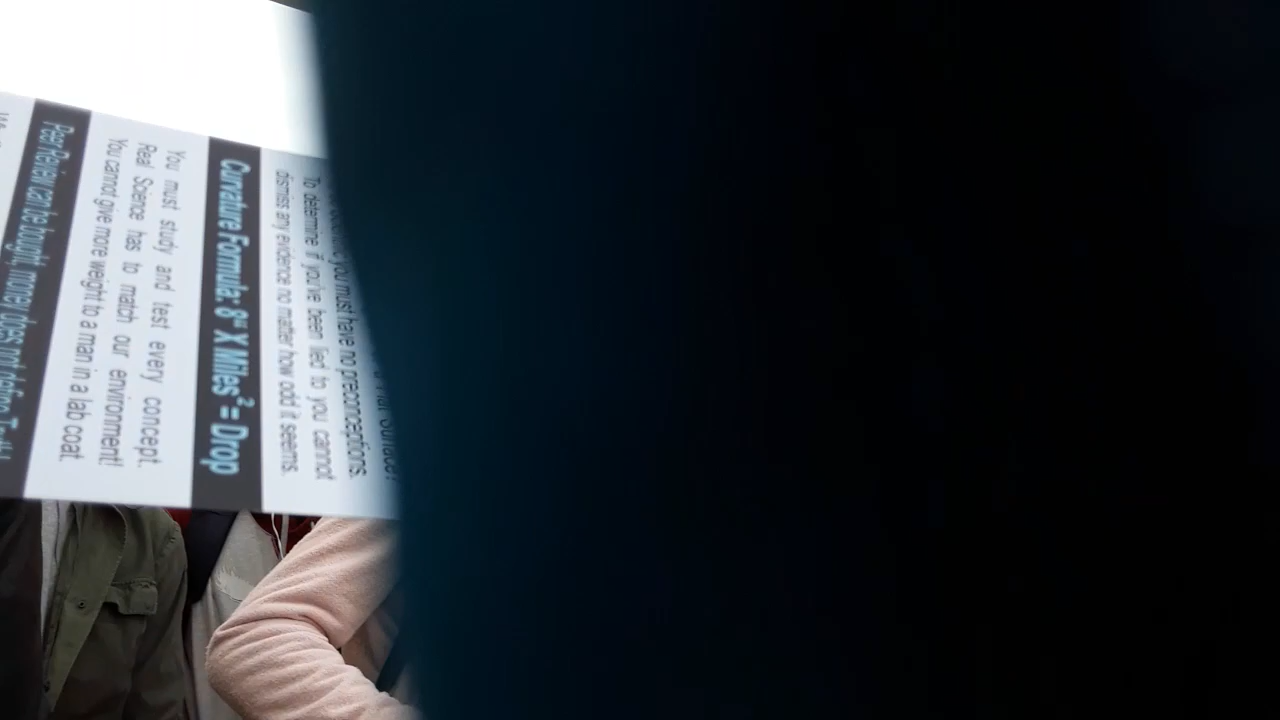 That Surface?
you must have no preconceptions.
To determine if you've been lied to you cannot
dismiss any evidence no matter how odd it seems.
Curvature Formula: 8" X Miles² = Drop
You must study and test every concept.
Real Science has to match our environment!
You cannot give more weight to a man in a lab coat.
Peer Review can be bought, money does not define Truth!